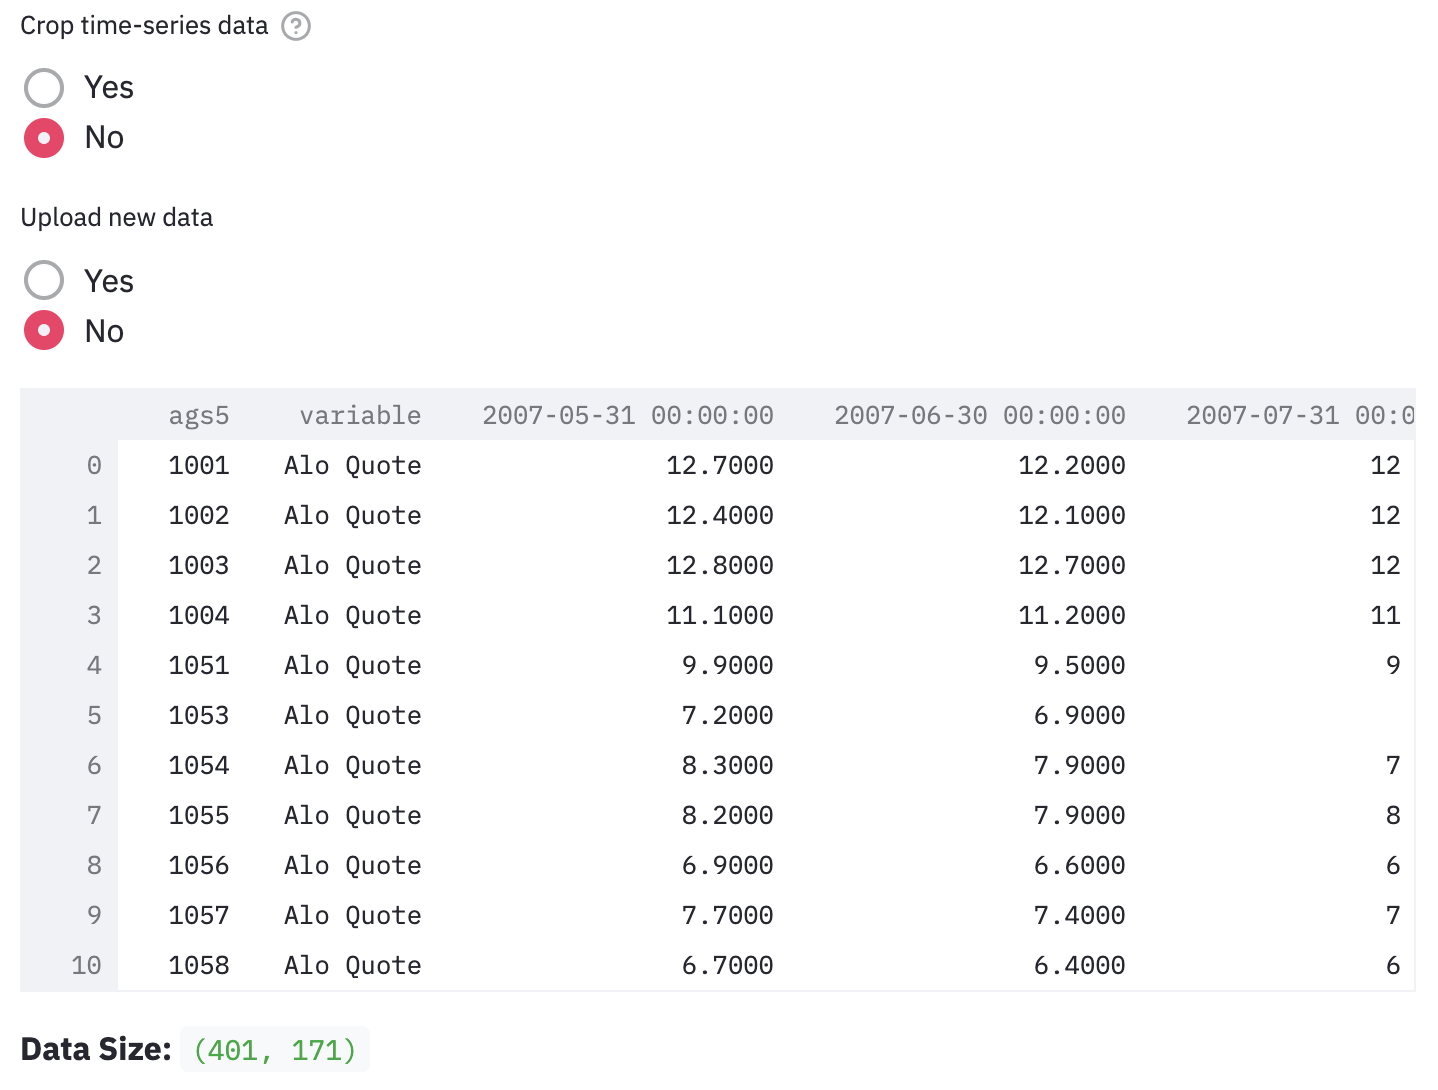 Crop time-series data ?
Yes
No
Upload new data
Yes
No
ags5 variable 2007-05-31 00:00:00 2007-06-30 00:00:00 2007-07-31 00:0
0 1001 Alo Quote 12.7000 12.2000 12
1 1002 Alo Quote 12.4000 12.1000 12
2 1003 Alo Quote 12.8000 12.7000 12
3 1004 Alo Quote 11.1000 11.2000 11
4 1051 Alo Quote 9.9000 9.5000 9
5 1053 Alo Quote 7.2000 6.9000
6 1054 Alo Quote 8.3000 7.9000 7
7 1055 Alo Quote 8.2000 7.9000 8
8 1056 Alo Quote 6.9000 6.6000 6
9 1057 Alo Quote 7.7000 7.4000 7
10 1058 Alo Quote 6.7000 6.4000 6
Data Size: (401, 171)